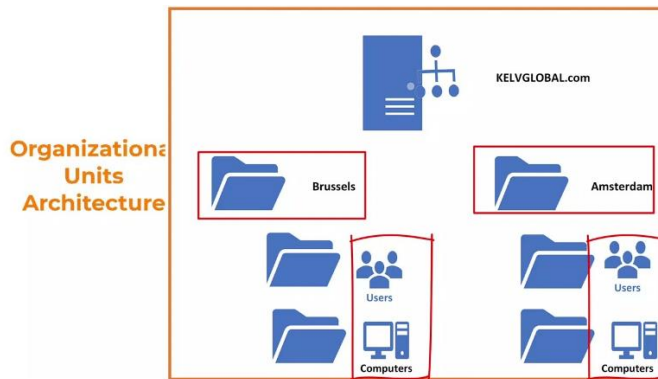 Organizationa
Units
Architecture
KELVGLOBAL.com
Brussels
Amsterdam
Users
Users
Computers
Computers